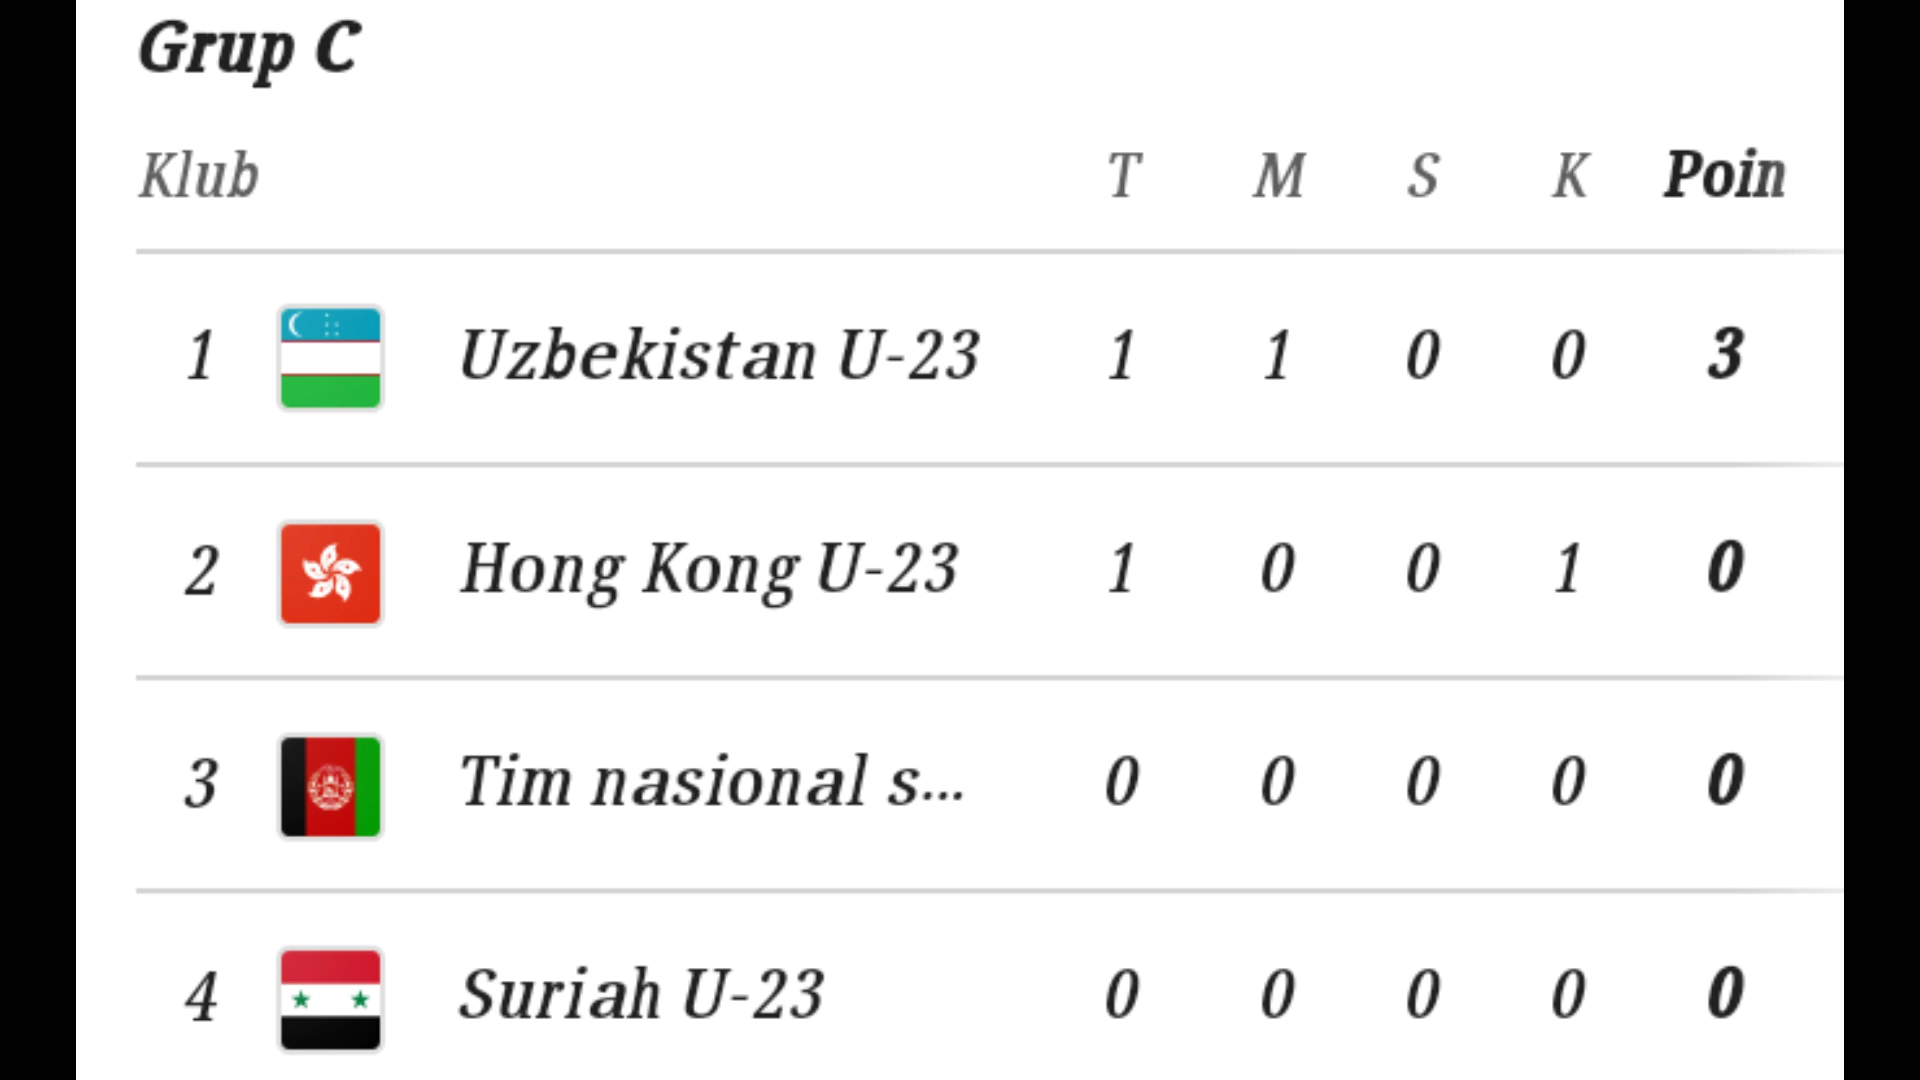 Grup C
Klub T M S K Poin
1 Uzbekistan U-23 1 1 0 0 3
2 Hong Kong U-23 1 0 0 1 0
3 Tim nasional s... 0 0 0 0 0
4 Suriah U-23 0 0 0 0 0